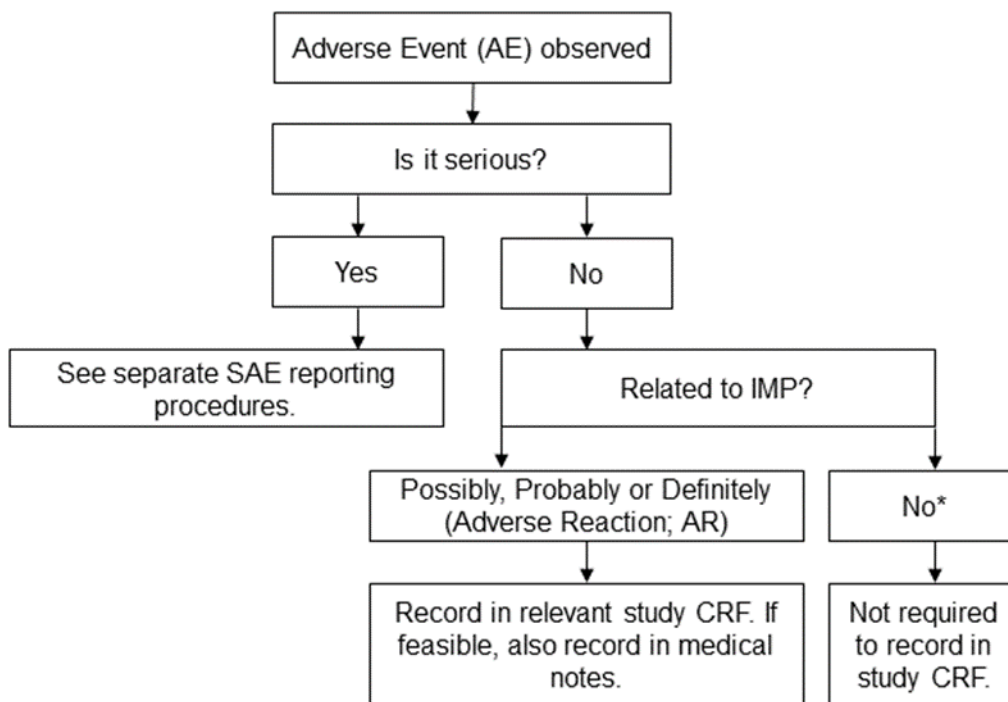 Adverse Event (AE) observed
Is it serious?
Yes
No
See separate SAE reporting
procedures.
Related to IMP?
Possibly, Probably or Definitely
(Adverse Reaction; AR)
No*
Record in relevant study CRF. If
feasible, also record in medical
notes.
Not required
to record in
study CRF.